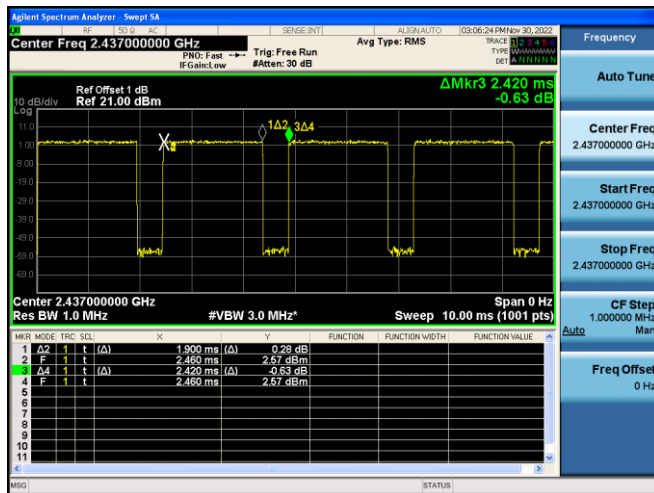 Agilent Spectrum Analyzer - Swept SA
RF 50 Ω AC SENSE:INT ALIGNAUTO 03:06:24 PM Nov 30, 2022
Center Freq 2.437000000 GHz
PNO: Fast
IFGain:Low
Trig: Free Run
#Atten: 30 dB
Avg Type: RMS
TRACE 1 2 3 4 5 6
TYPE
DET A N N N N N
Ref Offset 1 dB
10 dB/div Ref 21.00 dBm
Log
ΔMkr3 2.420 ms
-0.63 dB
11.0
1.00
-9.00
-19.0
-29.0
-39.0
-49.0
-59.0
-69.0
1Δ2
3Δ4
Center 2.437000000 GHz Span 0 Hz
Res BW 1.0 MHz #VBW 3.0 MHz* Sweep 10.00 ms (1001 pts)
MKR MODE TRC SCL X Y FUNCTION FUNCTION WIDTH FUNCTION VALUE
1 Δ2 1 t (Δ) 1.900 ms (Δ) 0.28 dB
2 F 1 t 2.460 ms 2.57 dBm
3 Δ4 1 t (Δ) 2.420 ms (Δ) -0.63 dB
4 F 1 t 2.460 ms 2.57 dBm
5
6
7
8
9
10
11
MSG STATUS
Frequency
Auto Tune
Center Freq
2.437000000 GHz
Start Freq
2.437000000 GHz
Stop Freq
2.437000000 GHz
CF Step
1.000000 MHz
Auto Man
Freq Offset
0 Hz